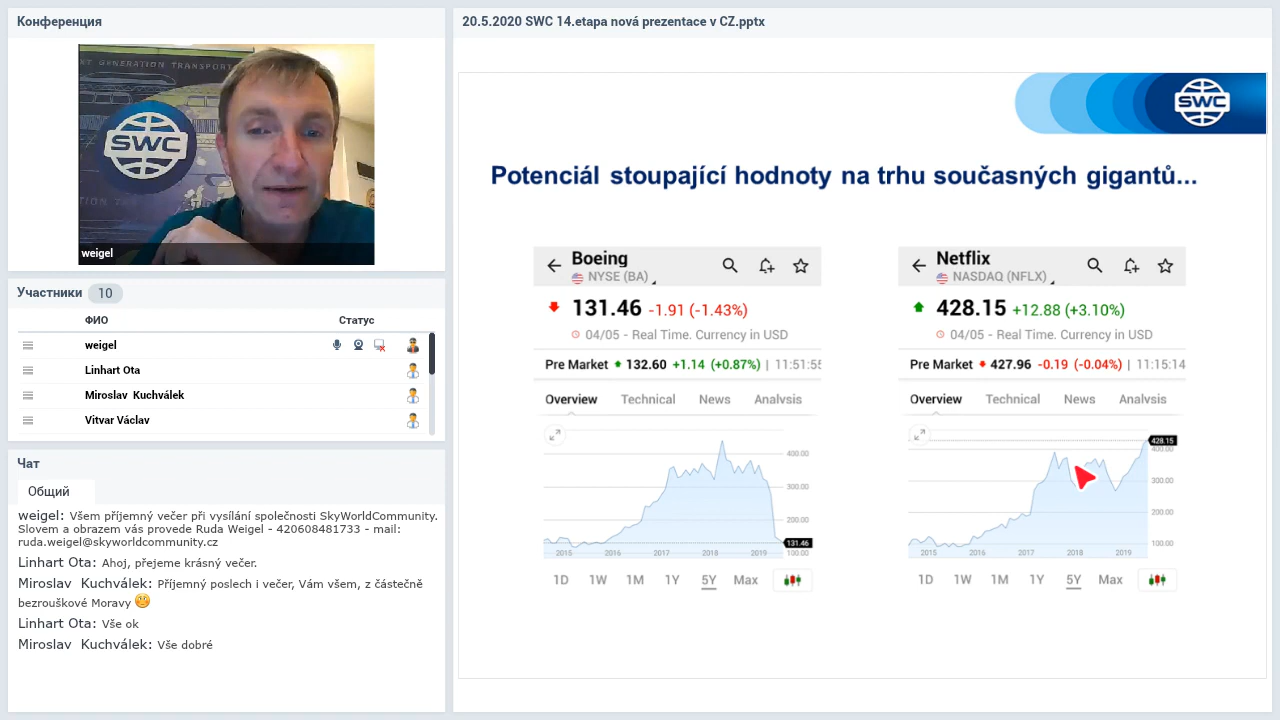 Конференция
NEXT GENERATION TRANSPORT
SWC
weigel
Участники 10
ФИО Статус
weigel
Linhart Ota
Miroslav Kuchválek
Vitvar Václav
Чат
Общий
weigel: Všem příjemný večer při vysílání společnosti SkyWorldCommunity.
Slovem a obrazem vás provede Ruda Weigel - 420608481733 - mail:
ruda.weigel@skyworldcommunity.cz
Linhart Ota: Ahoj, přejeme krásný večer.
Miroslav Kuchválek: Příjemný poslech i večer, Vám všem, z částečně
bezrouškové Moravy
Linhart Ota: Vše ok
Miroslav Kuchválek: Vše dobré
20.5.2020 SWC 14.etapa nová prezentace v CZ.pptx
SWC
Potenciál stoupající hodnoty na trhu současných gigantů...
Boeing
NYSE (BA)
131.46 -1.91 (-1.43%)
04/05 - Real Time. Currency in USD
Pre Market 132.60 +1.14 (+0.87%) | 11:51:55
Overview Technical News Analysis
400.00
300.00
200.00
131.46
100.00
2015 2016 2017 2018 2019
1D 1W 1M 1Y 5Y Max
Netflix
NASDAQ (NFLX)
428.15 +12.88 (+3.10%)
04/05 - Real Time. Currency in USD
Pre Market 427.96 -0.19 (-0.04%) | 11:15:14
Overview Technical News Analysis
428.15
400.00
300.00
200.00
100.00
2015 2016 2017 2018 2019
1D 1W 1M 1Y 5Y Max